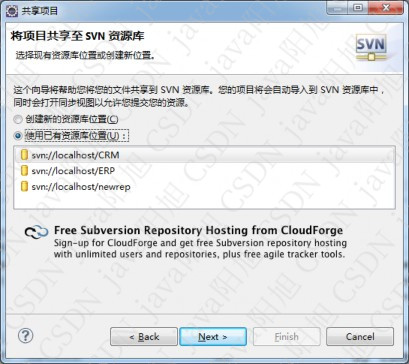 共享项目
将项目共享至 SVN 资源库
选择现有资源库位置或创建新位置。
SVN
这个向导将帮助您将您的文件共享到 SVN 资源库。您的项目将会自动导入到 SVN 资源库中，
同时会打开同步视图以允许您提交您的资源。
创建新的资源库位置(C)
使用已有资源库位置(U)：
svn://localhost/CRM
svn://localhost/ERP
svn://localhost/newrep
Free Subversion Repository Hosting from CloudForge
Sign-up for CloudForge and get free Subversion repository hosting
with unlimited users and repositories, plus free agile tracker tools.
?
< Back
Next >
Finish
Cancel